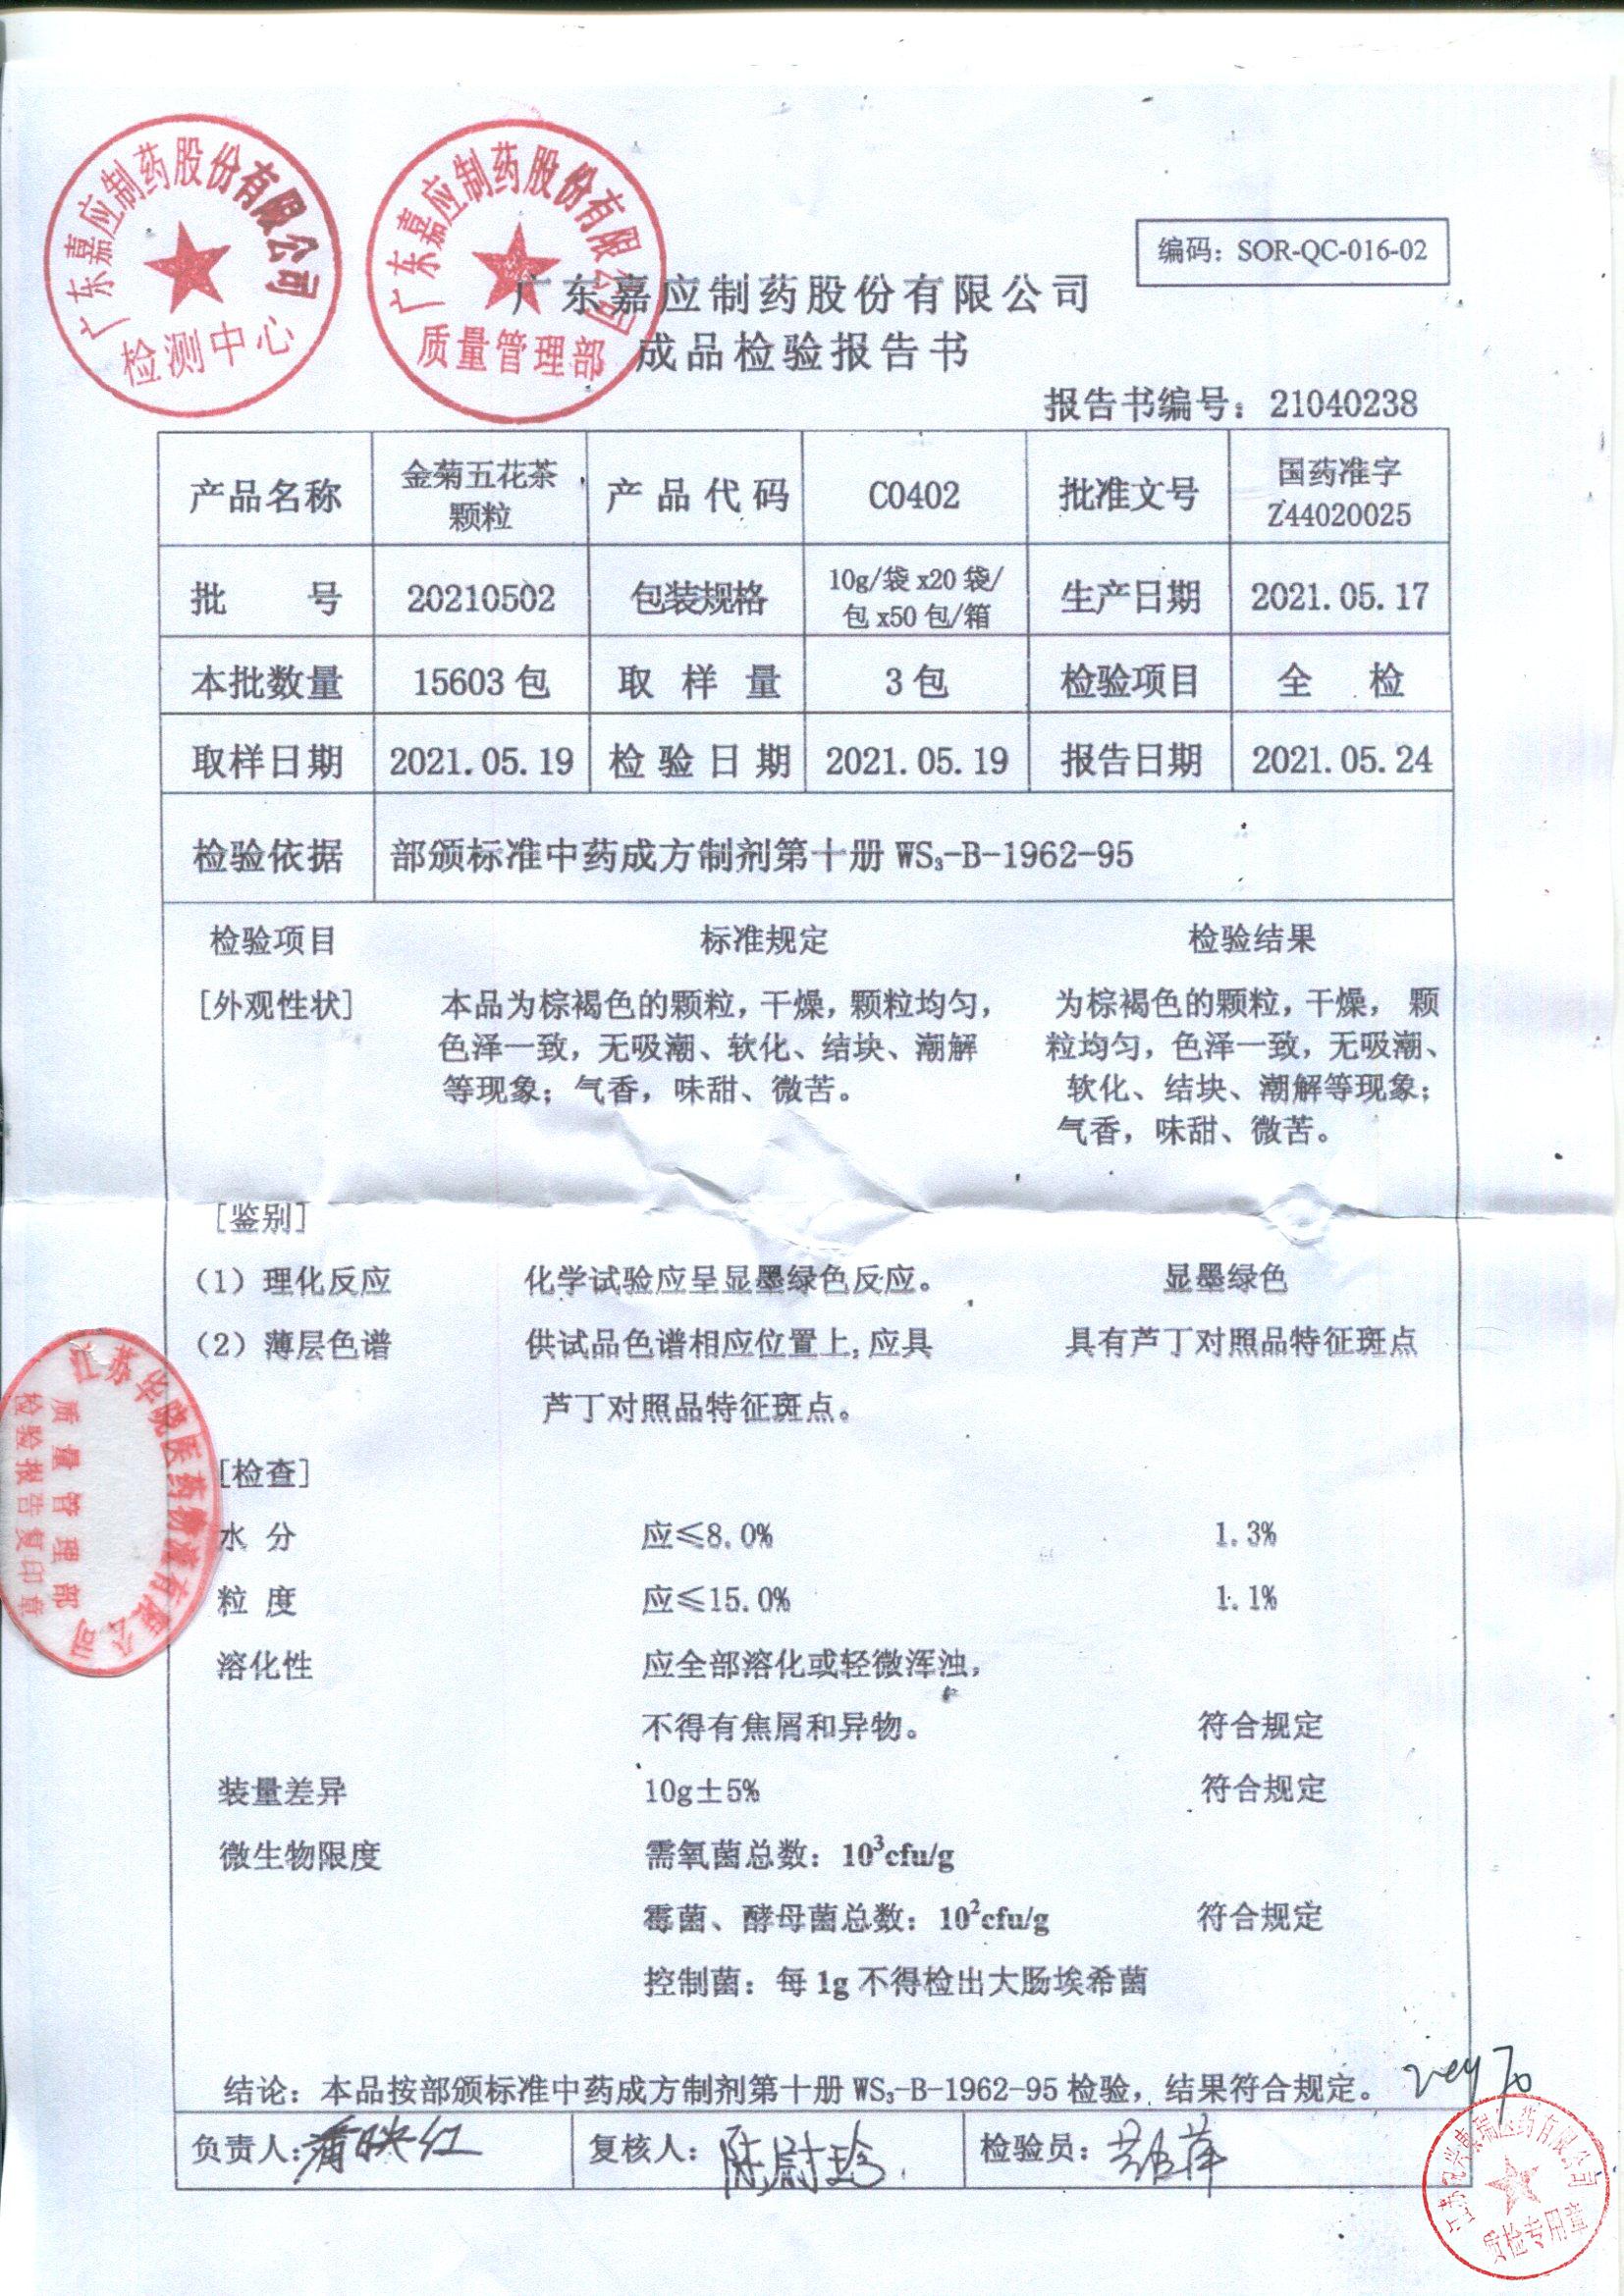 广东嘉应制药股份有限公司
检测中心
广东嘉应制药股份有限公司
质量管理部
编码：SOR-QC-016-02
广东嘉应制药股份有限公司
成品检验报告书
报告书编号：21040238
产品名称 金菊五花茶颗粒 产品代码 C0402 批准文号 国药准字Z44020025
批 号 20210502 包装规格 10g/袋x20袋/包x50包/箱 生产日期 2021.05.17
本批数量 15603包 取样量 3包 检验项目 全 检
取样日期 2021.05.19 检验日期 2021.05.19 报告日期 2021.05.24
检验依据 部颁标准中药成方制剂第十册WS₃-B-1962-95
检验项目 标准规定 检验结果
[外观性状] 本品为棕褐色的颗粒，干燥，颗粒均匀， 为棕褐色的颗粒，干燥， 颗
色泽一致，无吸潮、软化、结块、潮解 粒均匀，色泽一致，无吸潮、
等现象；气香，味甜、微苦。 软化、结块、潮解等现象；
气香，味甜、微苦。
[鉴别]
（1）理化反应 化学试验应呈显墨绿色反应。 显墨绿色
（2）薄层色谱 供试品色谱相应位置上，应具 具有芦丁对照品特征斑点
芦丁对照品特征斑点。
[检查]
水 分 应≤8.0% 1.3%
粒 度 应≤15.0% 1.1%
溶化性 应全部溶化或轻微浑浊，
不得有焦屑和异物。 符合规定
装量差异 10g±5% 符合规定
微生物限度 需氧菌总数：10³cfu/g
霉菌、酵母菌总数：10²cfu/g 符合规定
控制菌：每1g不得检出大肠埃希菌
结论：本品按部颁标准中药成方制剂第十册WS₃-B-1962-95检验，结果符合规定。
负责人： 复核人：陈尉玲 检验员：
质量管理部
检验报告复印章
质检专用章